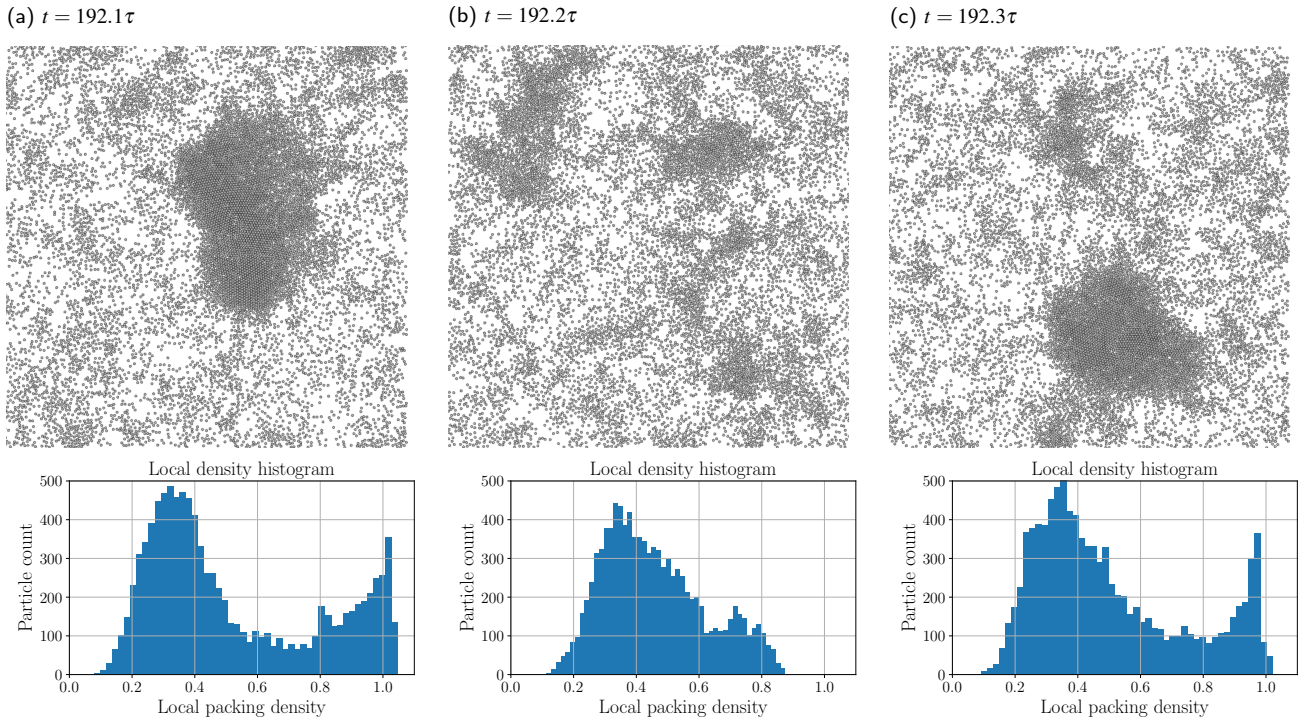 (a) t = 192.1τ
(b) t = 192.2τ
(c) t = 192.3τ
Local density histogram
500
400
300
200
100
0
Particle count
0.0 0.2 0.4 0.6 0.8 1.0
Local packing density
Local density histogram
500
400
300
200
100
0
Particle count
0.0 0.2 0.4 0.6 0.8 1.0
Local packing density
Local density histogram
500
400
300
200
100
0
Particle count
0.0 0.2 0.4 0.6 0.8 1.0
Local packing density